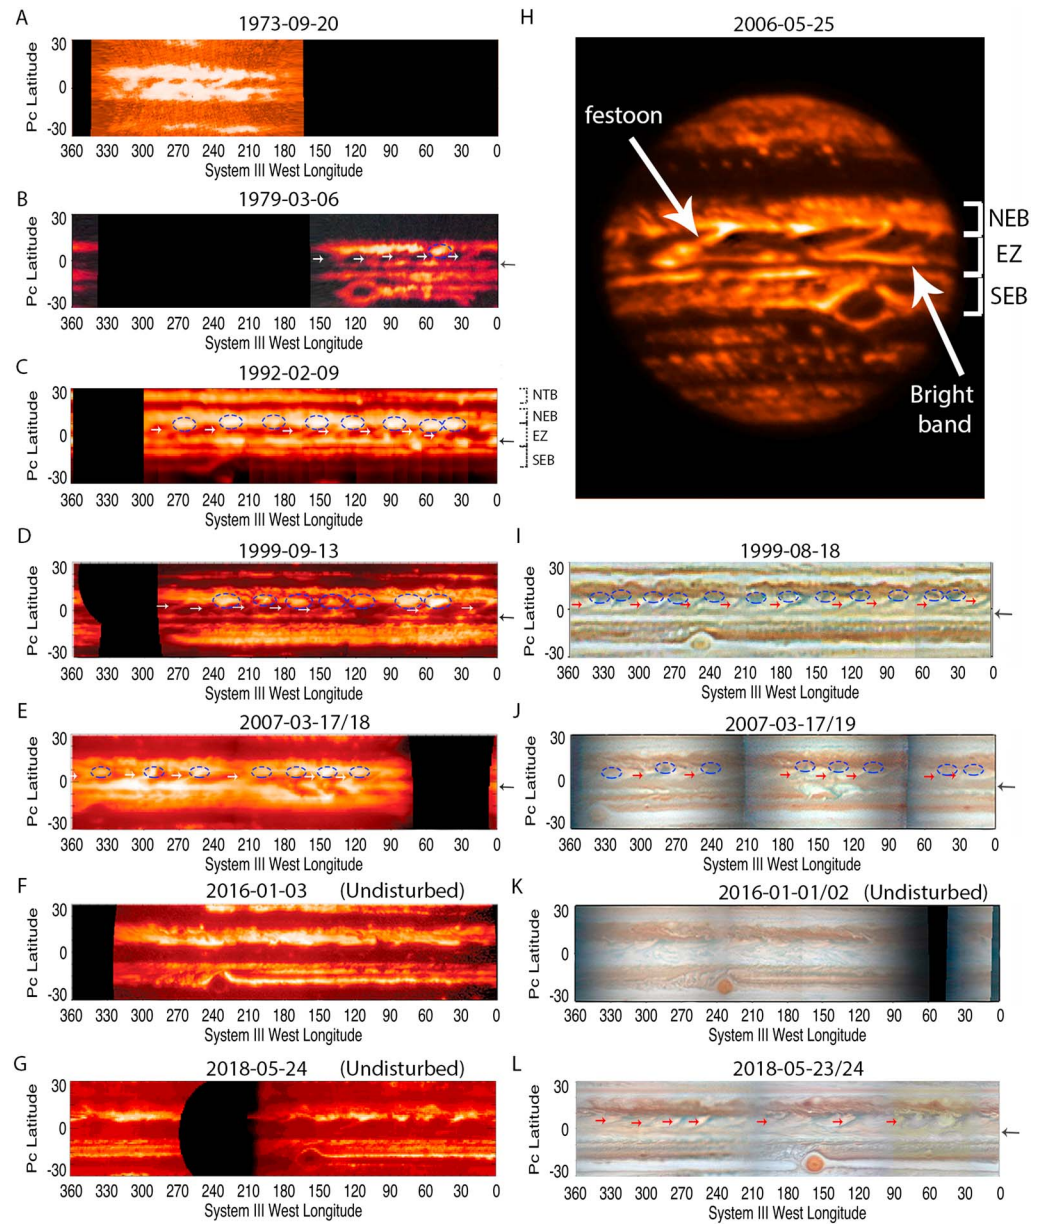 A
1973-09-20
Pc Latitude
30
0
-30
360 330 300 270 240 210 180 150 120 90 60 30 0
System III West Longitude
B
1979-03-06
Pc Latitude
30
0
-30
360 330 300 270 240 210 180 150 120 90 60 30 0
System III West Longitude
C
1992-02-09
Pc Latitude
30
0
-30
NTB
NEB
EZ
SEB
360 330 300 270 240 210 180 150 120 90 60 30 0
System III West Longitude
D
1999-09-13
Pc Latitude
30
0
-30
360 330 300 270 240 210 180 150 120 90 60 30 0
System III West Longitude
E
2007-03-17/18
Pc Latitude
30
0
-30
360 330 300 270 240 210 180 150 120 90 60 30 0
System III West Longitude
F
2016-01-03 (Undisturbed)
Pc Latitude
30
0
-30
360 330 300 270 240 210 180 150 120 90 60 30 0
System III West Longitude
G
2018-05-24 (Undisturbed)
Pc Latitude
30
0
-30
360 330 300 270 240 210 180 150 120 90 60 30 0
System III West Longitude
H
2006-05-25
festoon
NEB
EZ
SEB
Bright
band
I
1999-08-18
Pc Latitude
30
0
-30
360 330 300 270 240 210 180 150 120 90 60 30 0
System III West Longitude
J
2007-03-17/19
Pc Latitude
30
0
-30
360 330 300 270 240 210 180 150 120 90 60 30 0
System III West Longitude
K
2016-01-01/02 (Undisturbed)
Pc Latitude
30
0
-30
360 330 300 270 240 210 180 150 120 90 60 30 0
System III West Longitude
L
2018-05-23/24
Pc Latitude
30
0
-30
360 330 300 270 240 210 180 150 120 90 60 30 0
System III West Longitude